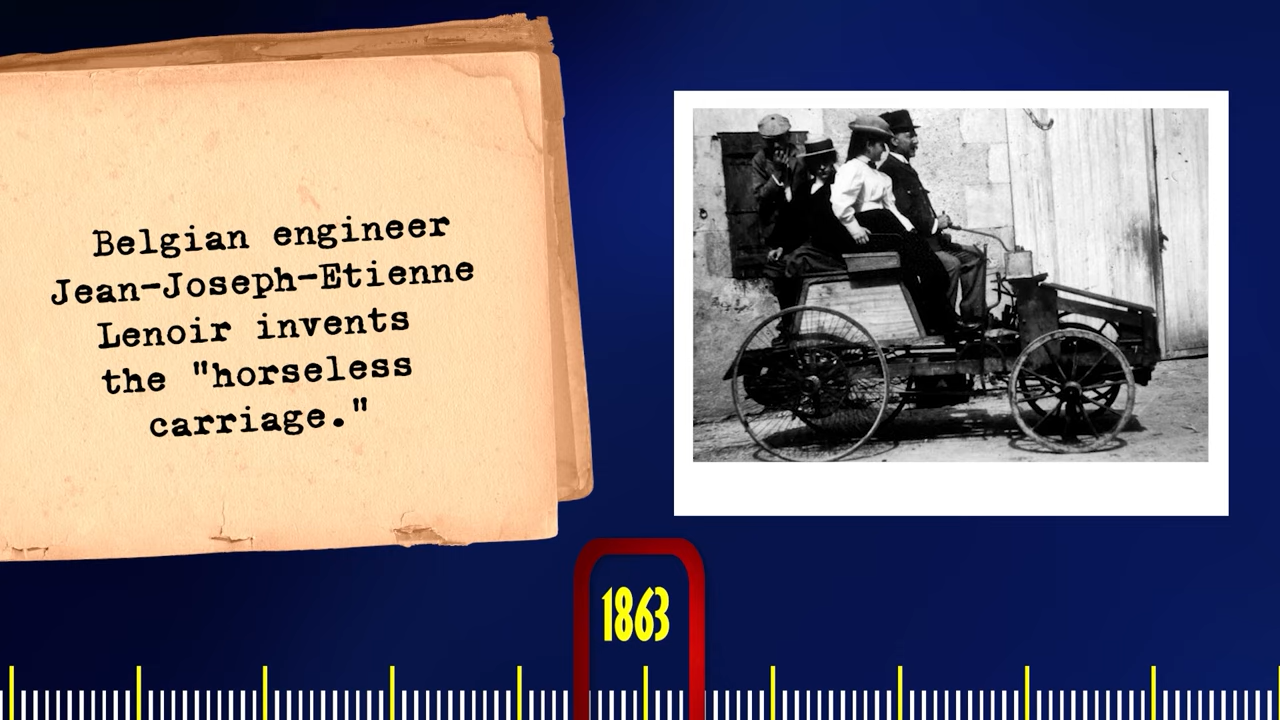 Belgian engineer
Jean-Joseph-Etienne
Lenoir invents
the "horseless
carriage."
1863